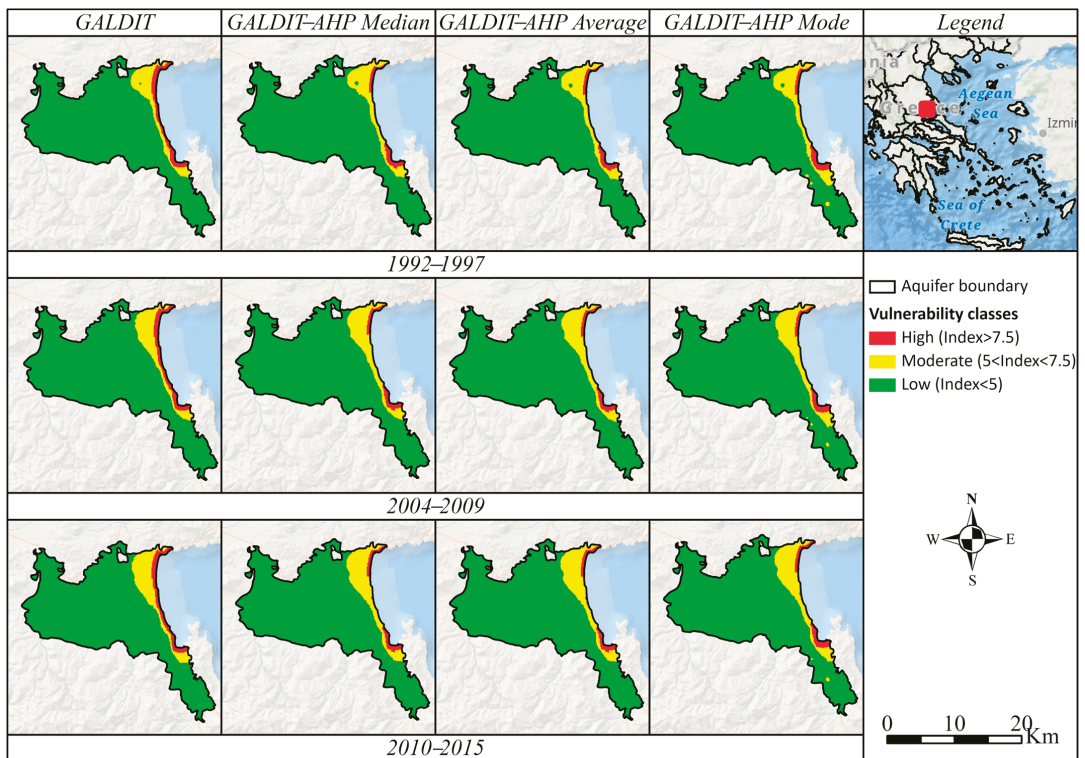 GALDIT
GALDIT–AHP Median
GALDIT–AHP Average
GALDIT–AHP Mode
Legend
nia
Greece
Aegean
Sea
Izmir
Sea of
Crete
1992–1997
Aquifer boundary
Vulnerability classes
High (Index>7.5)
Moderate (5<Index<7.5)
Low (Index<5)
2004–2009
N
W
E
S
0 10 20
Km
2010–2015